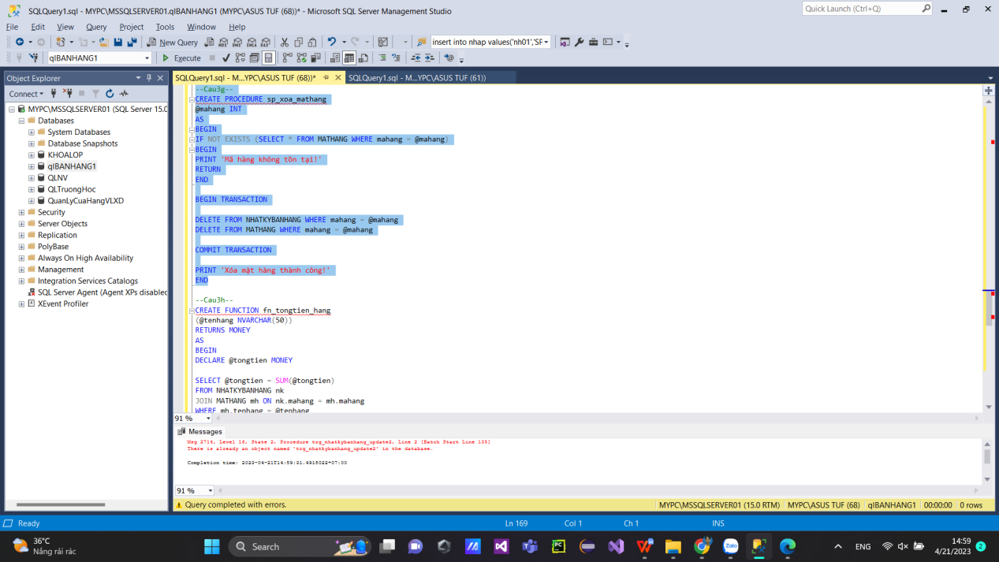 SQLQuery1.sql - MYPC\MSSQLSERVER01.qlBANHANG1 (MYPC\ASUS TUF (68))* - Microsoft SQL Server Management Studio
Quick Launch (Ctrl+Q)
File Edit View Query Project Tools Window Help
New Query
insert into nhap values('nh01','SF
qlBANHANG1
Execute
Object Explorer
SQLQuery1.sql - M...YPC\ASUS TUF (68))*
SQLQuery1.sql - M...YPC\ASUS TUF (61))
Connect
MYPC\MSSQLSERVER01 (SQL Server 15.0
Databases
System Databases
Database Snapshots
KHOALOP
qlBANHANG1
QLNV
QLTruongHoc
QuanLyCuaHangVLXD
Security
Server Objects
Replication
PolyBase
Always On High Availability
Management
Integration Services Catalogs
SQL Server Agent (Agent XPs disabled
XEvent Profiler
--Cau3g--
CREATE PROCEDURE sp_xoa_mathang
@mahang INT
AS
BEGIN
IF NOT EXISTS (SELECT * FROM MATHANG WHERE mahang = @mahang)
BEGIN
PRINT 'Mã hàng không tồn tại!'
RETURN
END
BEGIN TRANSACTION
DELETE FROM NHATKYBANHANG WHERE mahang = @mahang
DELETE FROM MATHANG WHERE mahang = @mahang
COMMIT TRANSACTION
PRINT 'Xóa mặt hàng thành công!'
END
--Cau3h--
CREATE FUNCTION fn_tongtien_hang
(@tenhang NVARCHAR(50))
RETURNS MONEY
AS
BEGIN
DECLARE @tongtien MONEY
SELECT @tongtien = SUM(@tongtien)
FROM NHATKYBANHANG nk
JOIN MATHANG mh ON nk.mahang = mh.mahang
WHERE mh.tenhang = @tenhang
91 %
Messages
Msg 2714, Level 16, State 2, Procedure trg_nhatkybanhang_update2, Line 2 [Batch Start Line 135]
There is already an object named 'trg_nhatkybanhang_update2' in the database.
Completion time: 2023-04-21T14:59:31.4918022+07:00
91 %
Query completed with errors.
MYPC\MSSQLSERVER01 (15.0 RTM) MYPC\ASUS TUF (68) qlBANHANG1 00:00:00 0 rows
Ready
Ln 169 Col 1 Ch 1 INS
36°C
Nắng rải rác
Search
ENG
14:59
4/21/2023
2